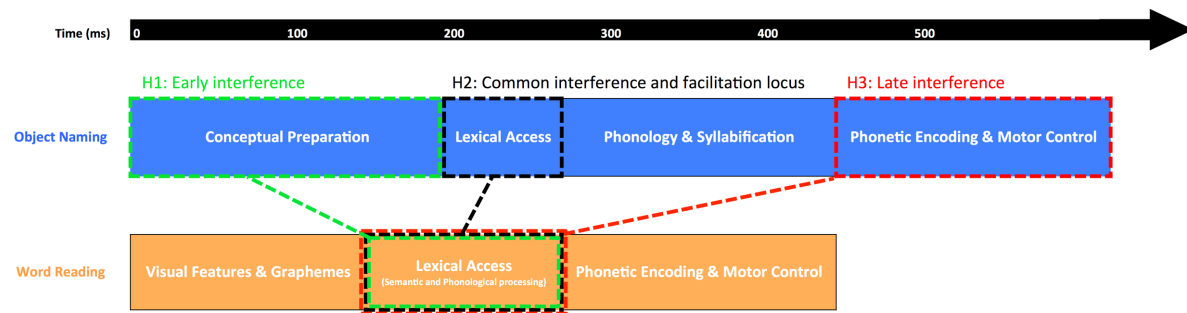 Time (ms) 0 100 200 300 400 500
H1: Early interference H2: Common interference and facilitation locus H3: Late interference
Object Naming Conceptual Preparation Lexical Access Phonology & Syllabification Phonetic Encoding & Motor Control
Word Reading Visual Features & Graphemes Lexical Access Phonetic Encoding & Motor Control
(Semantic and Phonological processing)